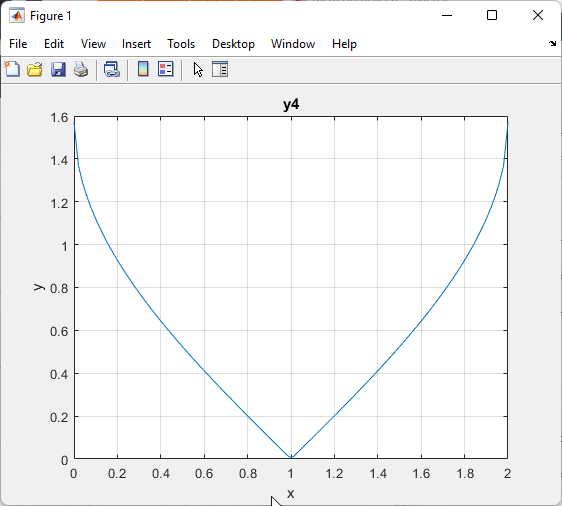 Figure 1
File Edit View Insert Tools Desktop Window Help
y4
1.6
1.4
1.2
1
0.8
0.6
0.4
0.2
0
y
0 0.2 0.4 0.6 0.8 1 1.2 1.4 1.6 1.8 2
x